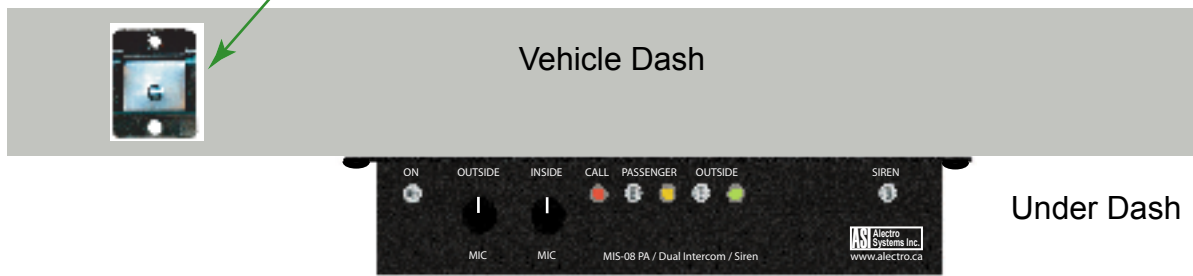 Vehicle Dash
ON OUTSIDE INSIDE CALL PASSENGER OUTSIDE SIREN
Under Dash
MIC MIC MIS-08 PA / Dual Intercom / Siren
ASI Alectro Systems Inc.
www.alectro.ca